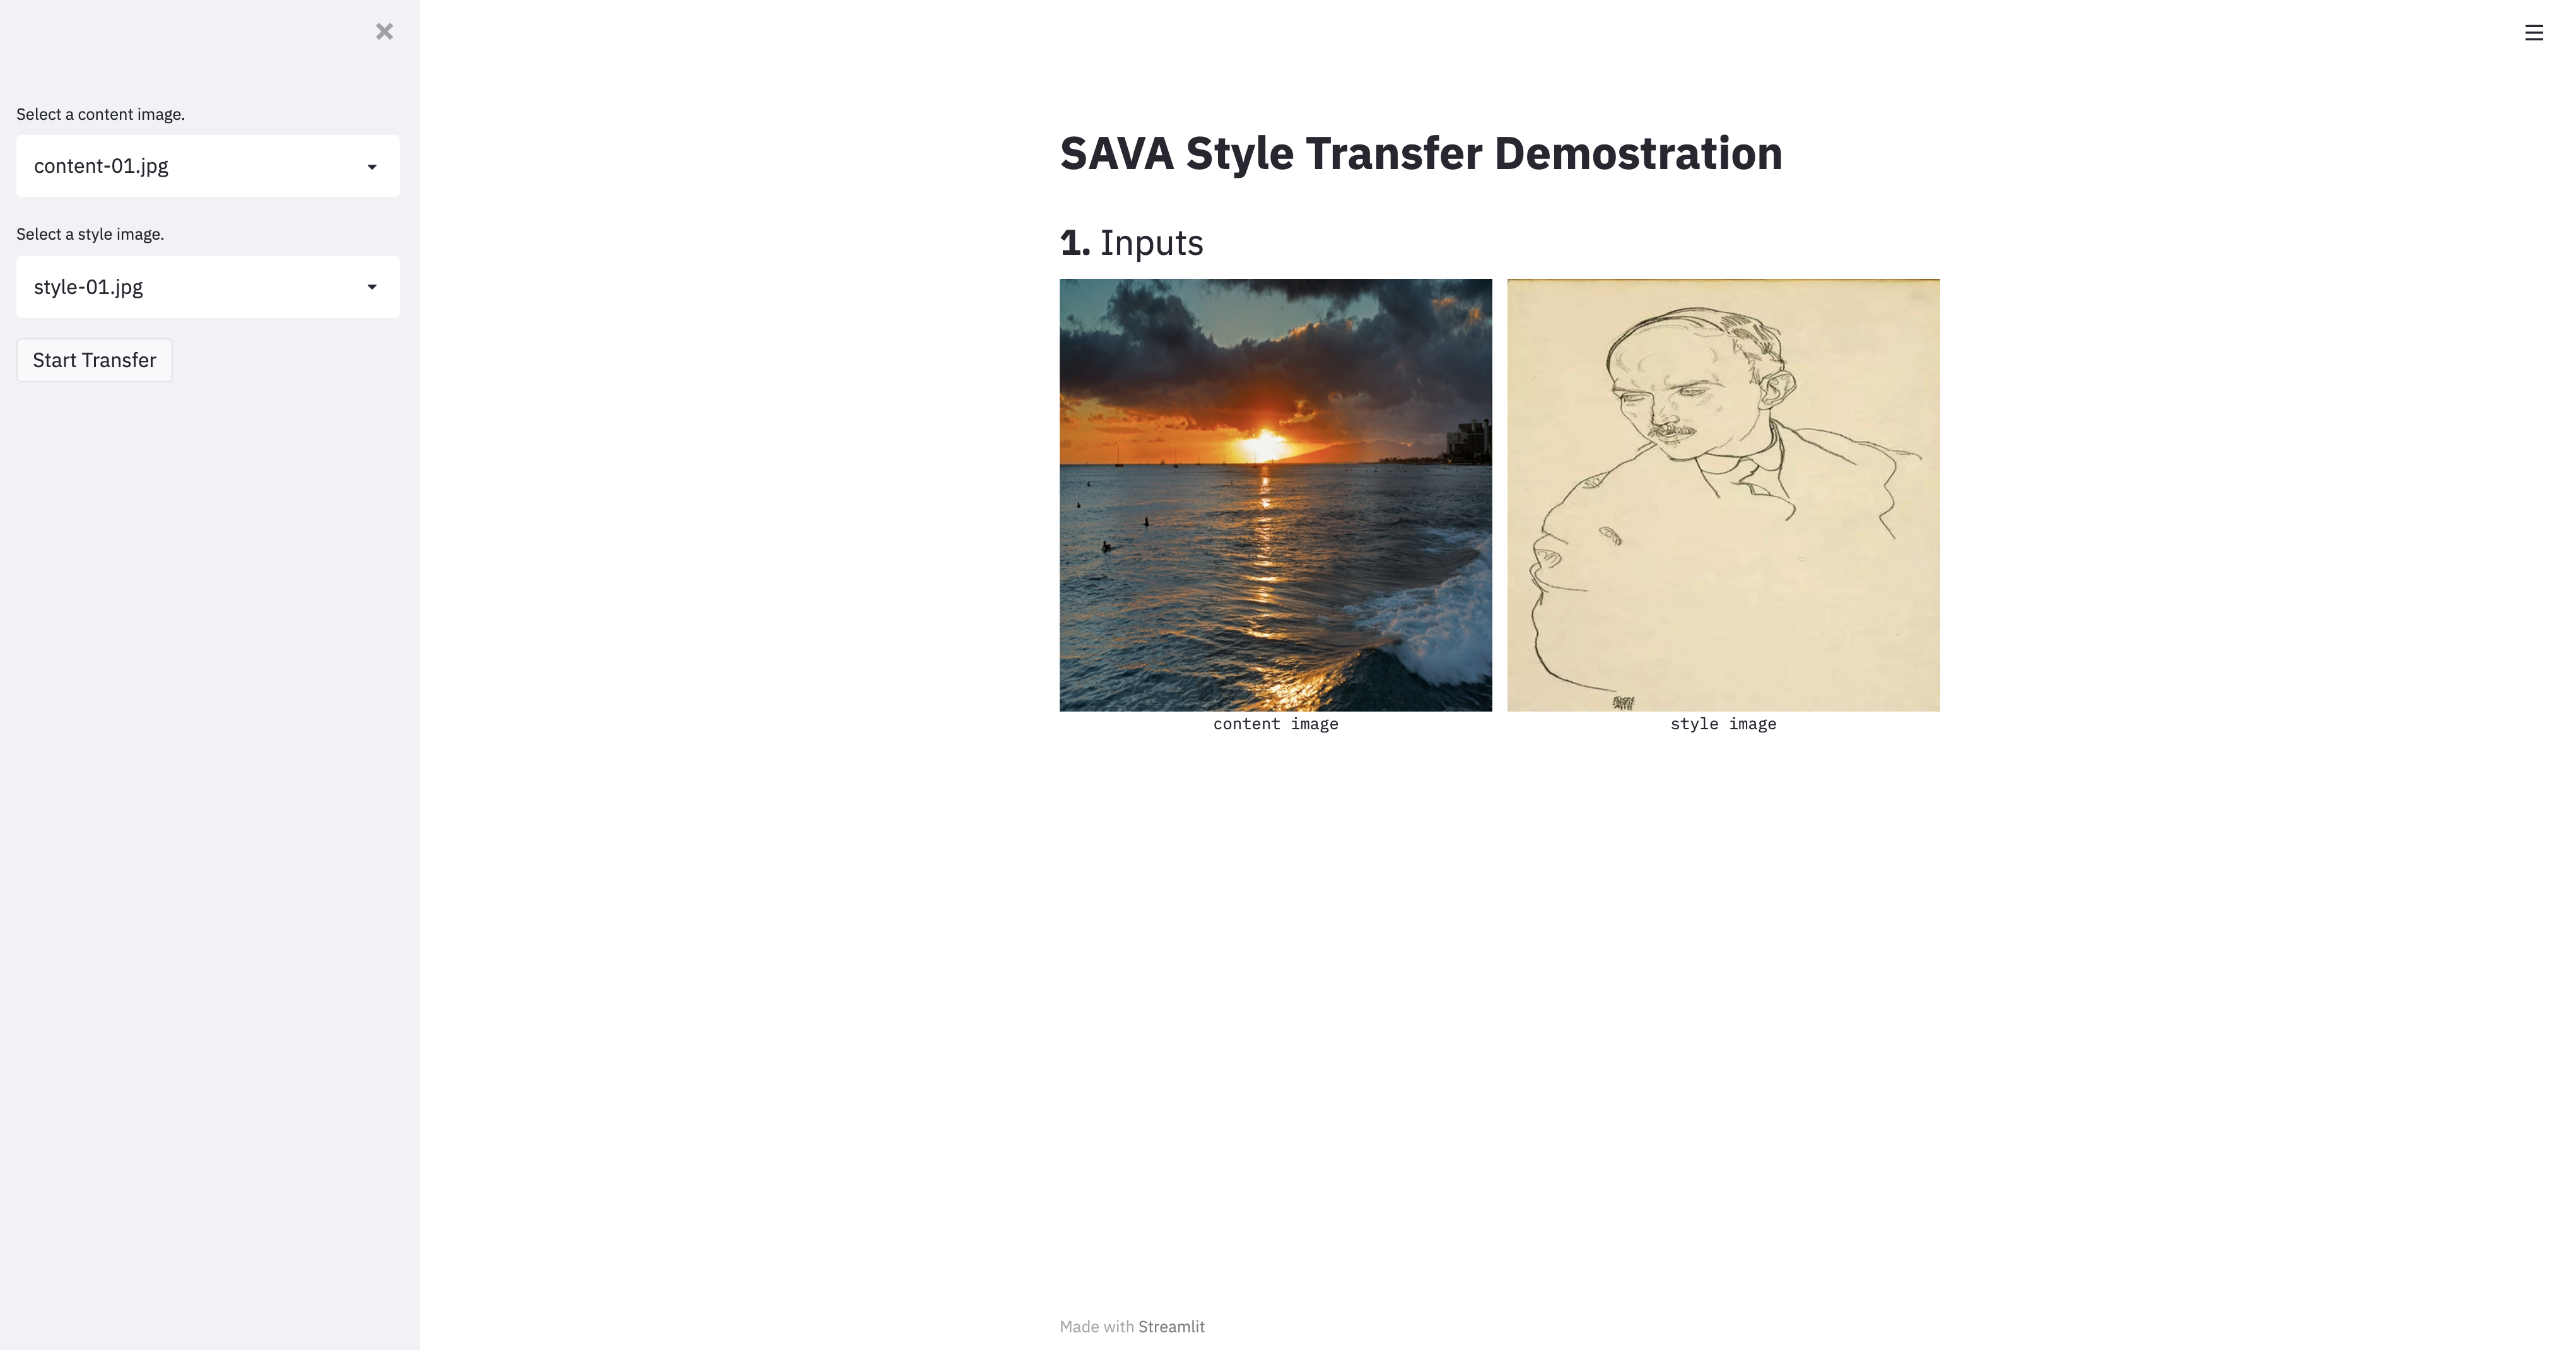 Select a content image.
content-01.jpg
Select a style image.
style-01.jpg
Start Transfer
SAVA Style Transfer Demostration
1. Inputs
content image
style image
Made with Streamlit